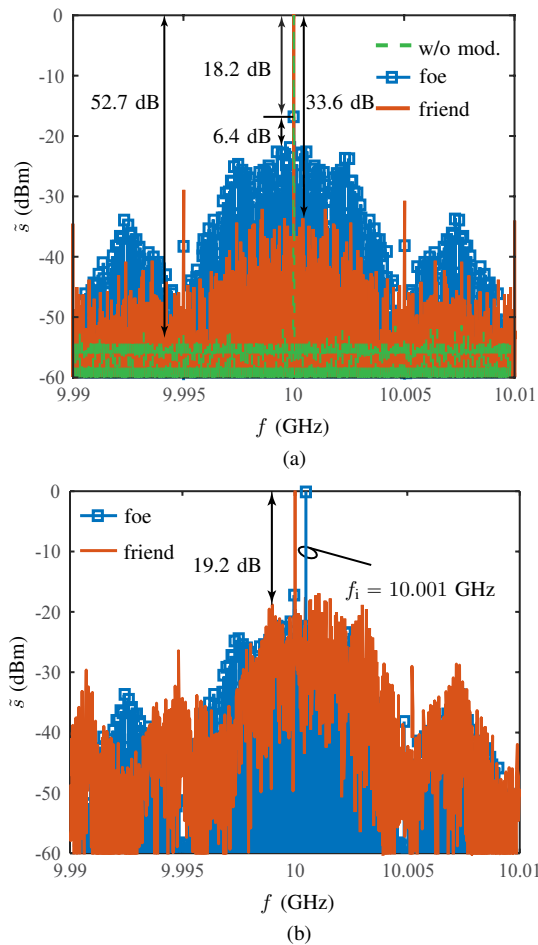 0
-10
-20
-30
-40
-50
-60
s̃ (dBm)
52.7 dB
18.2 dB
6.4 dB
33.6 dB
w/o mod.
foe
friend
9.99
9.995
10
10.005
10.01
f (GHz)
(a)
0
-10
-20
-30
-40
-50
-60
s̃ (dBm)
foe
friend
19.2 dB
fᵢ = 10.001 GHz
9.99
9.995
10
10.005
10.01
f (GHz)
(b)